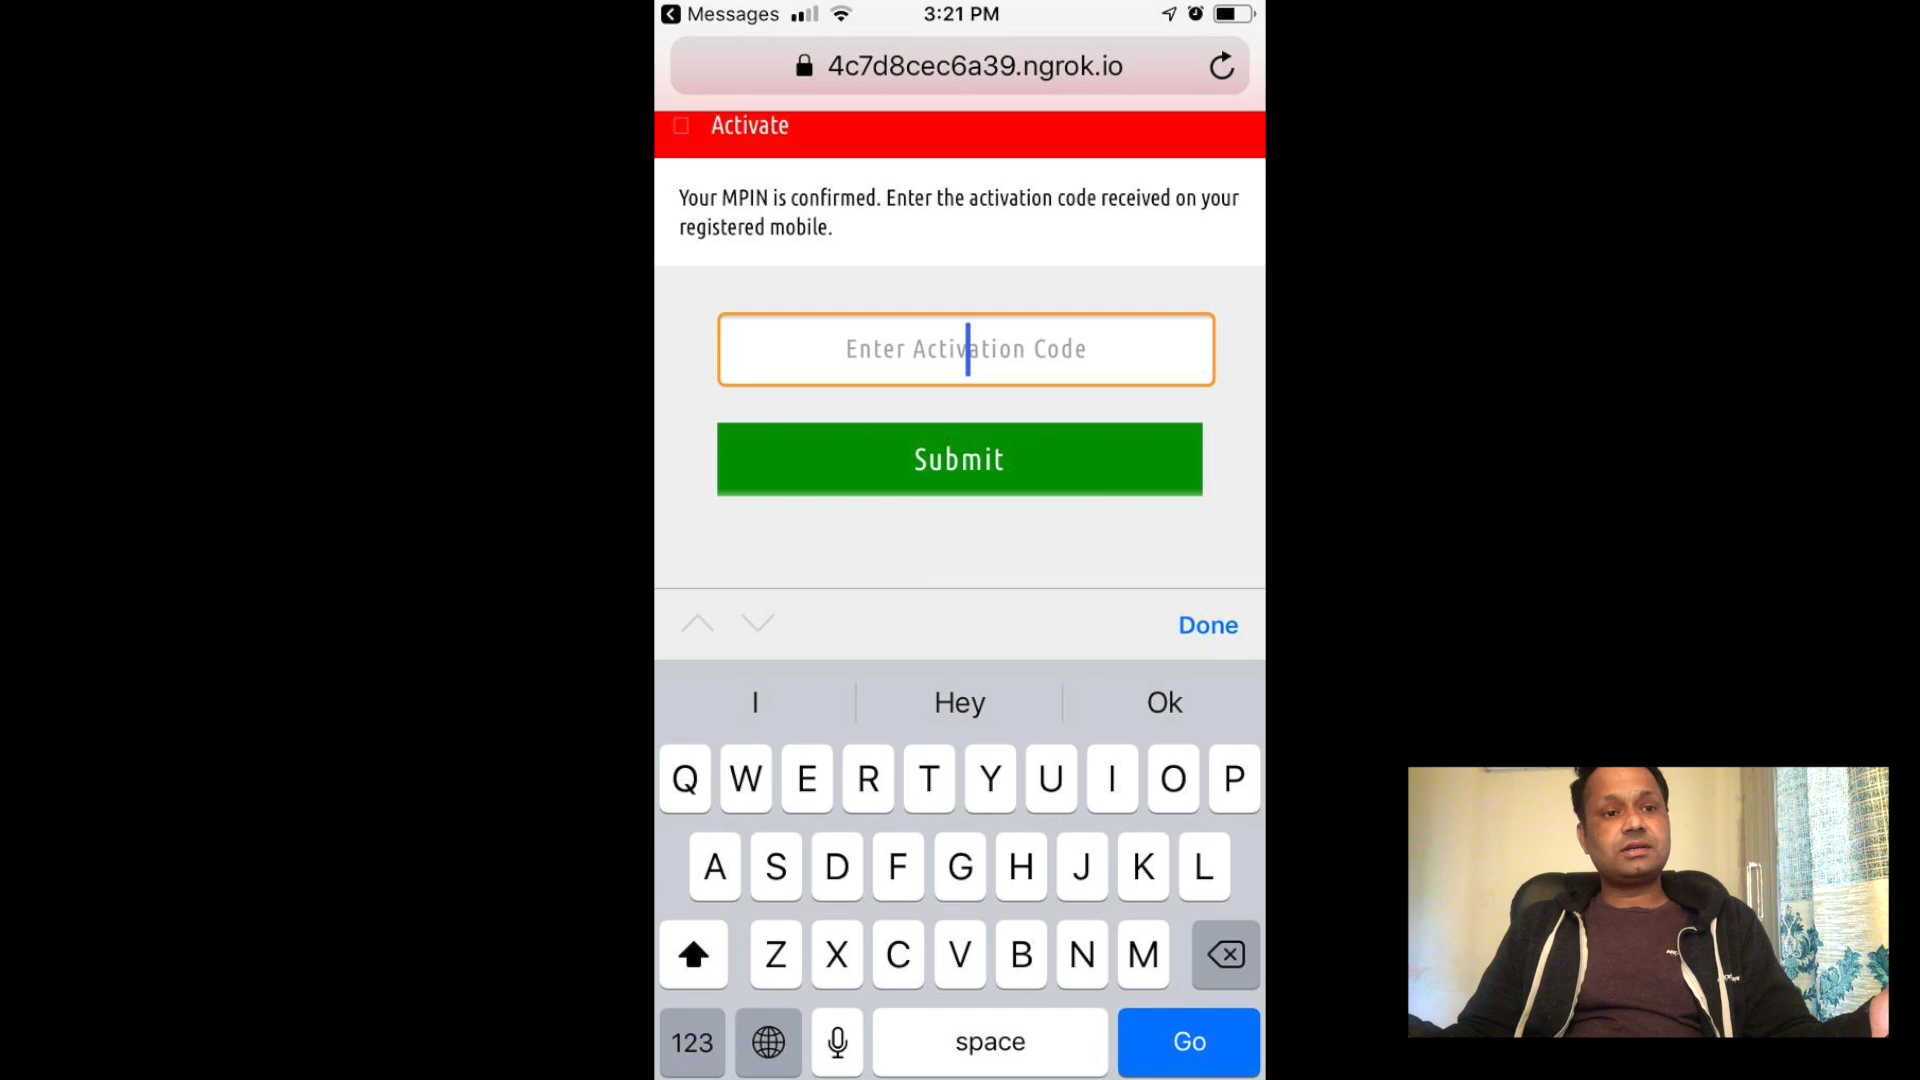 Messages 3:21 PM
4c7d8cec6a39.ngrok.io
Activate
Your MPIN is confirmed. Enter the activation code received on your
registered mobile.
Enter Activation Code
Submit
Done
I Hey Ok
Q W E R T Y U I O P
A S D F G H J K L
Z X C V B N M
123 space Go